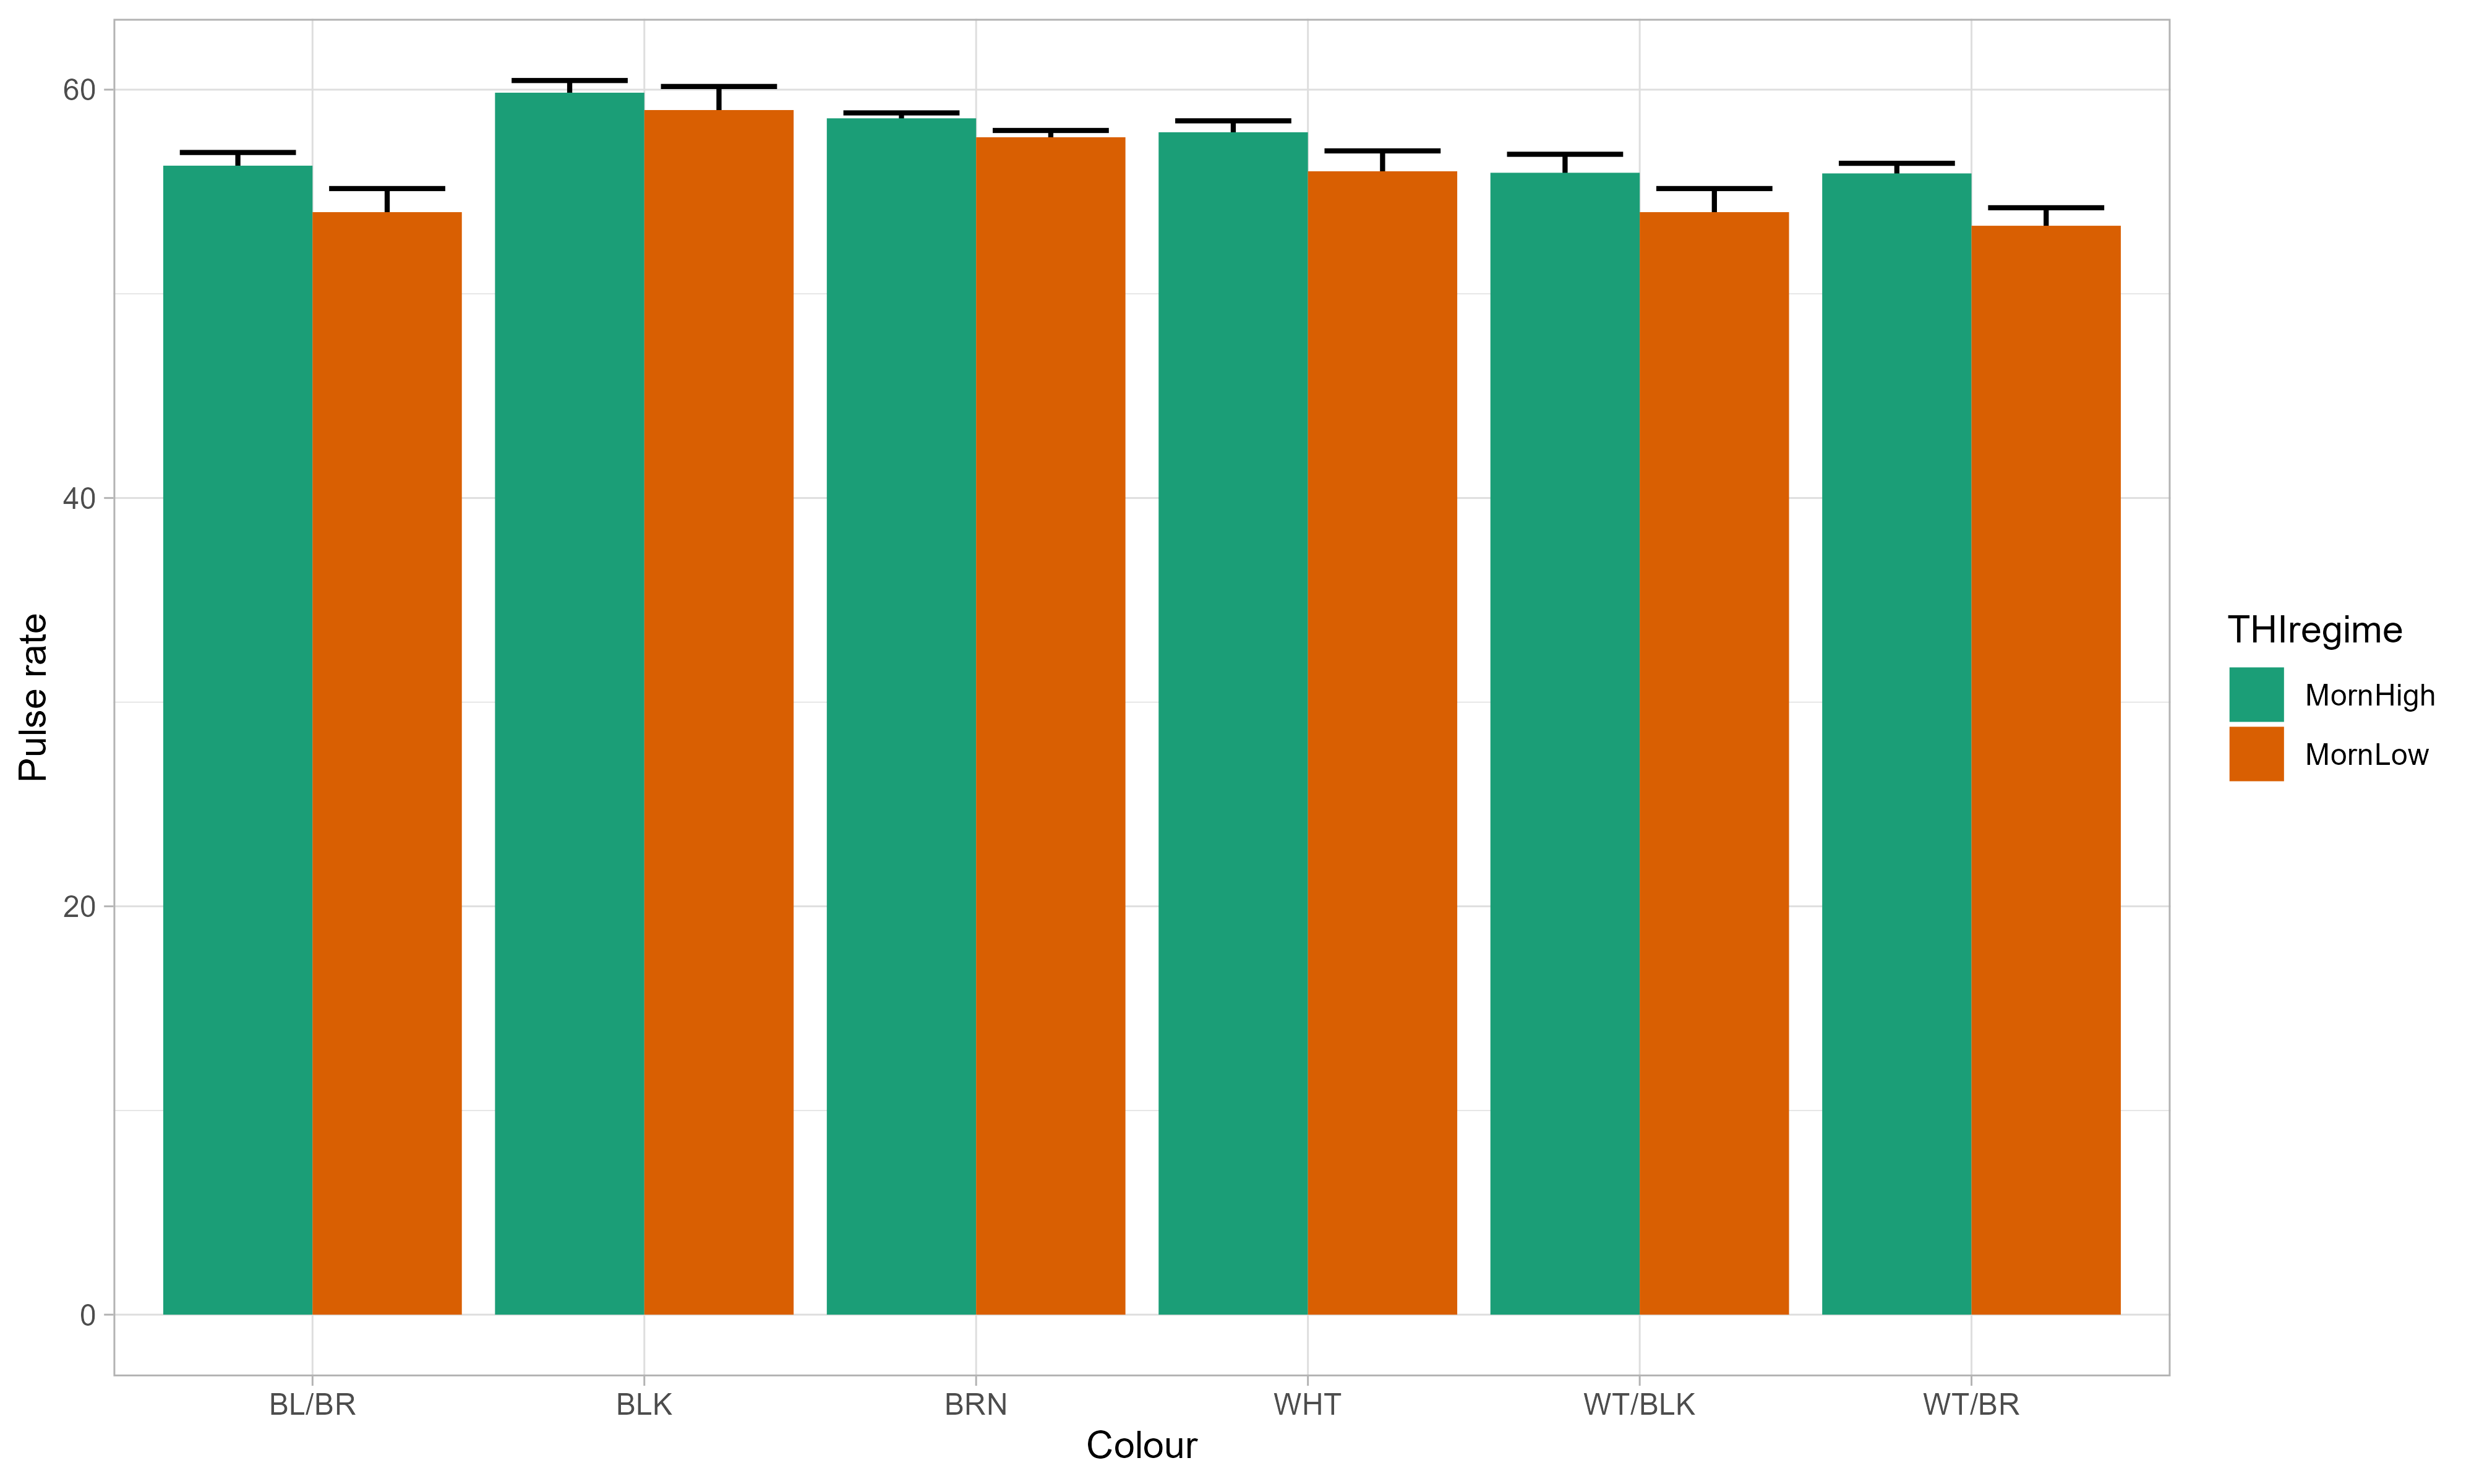 60
40
20
0
Pulse rate
BL/BR
BLK
BRN
WHT
WT/BLK
WT/BR
Colour
THIregime
MornHigh
MornLow